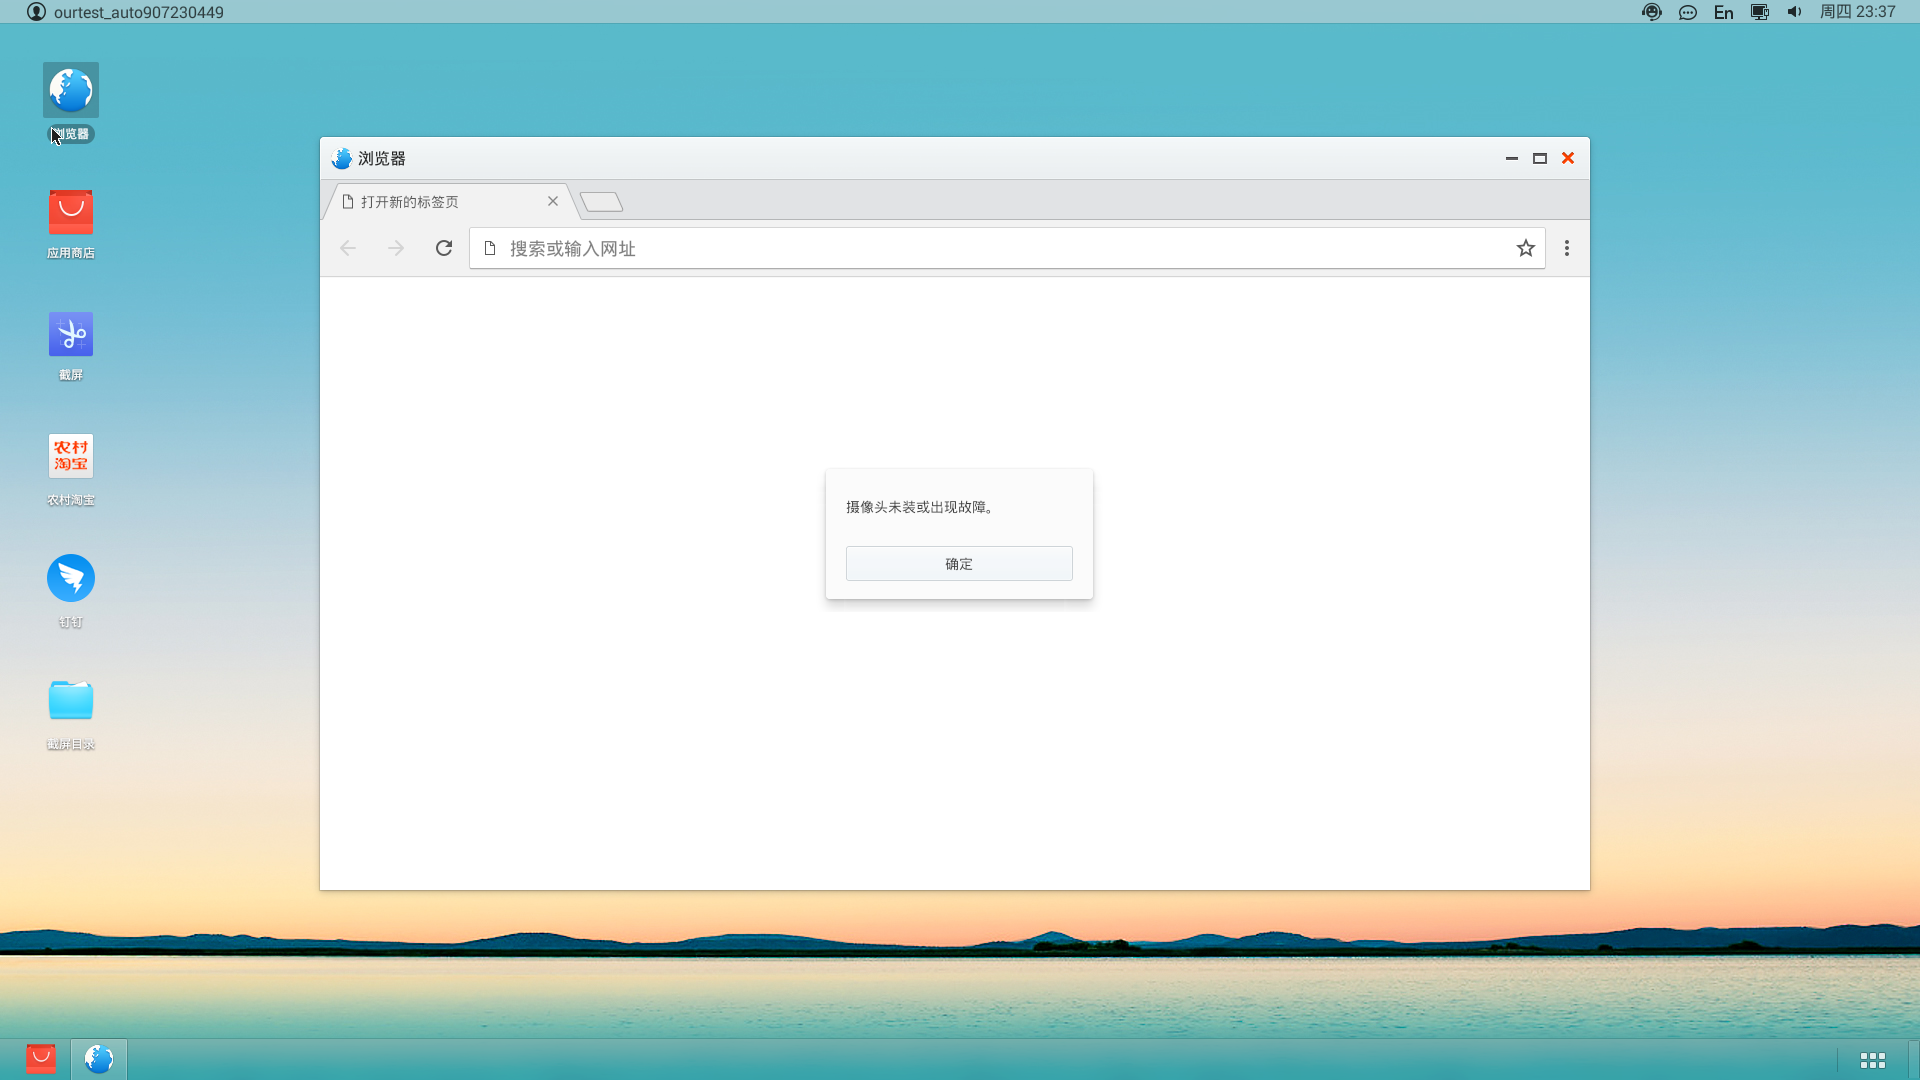 ourtest_auto907230449
En
周四 23:37
浏览器
应用商店
截屏
农村
淘宝
农村淘宝
钉钉
截屏目录
浏览器
打开新的标签页
搜索或输入网址
摄像头未装或出现故障。
确定